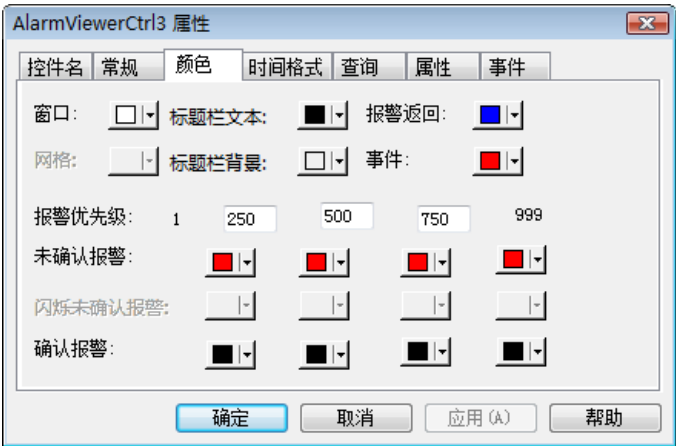 AlarmViewerCtrl3 属性
控件名 常规 颜色 时间格式 查询 属性 事件
窗口: 标题栏文本: 报警返回:
网格: 标题栏背景: 事件:
报警优先级: 1 250 500 750 999
未确认报警:
闪烁未确认报警:
确认报警:
确定 取消 应用(A) 帮助